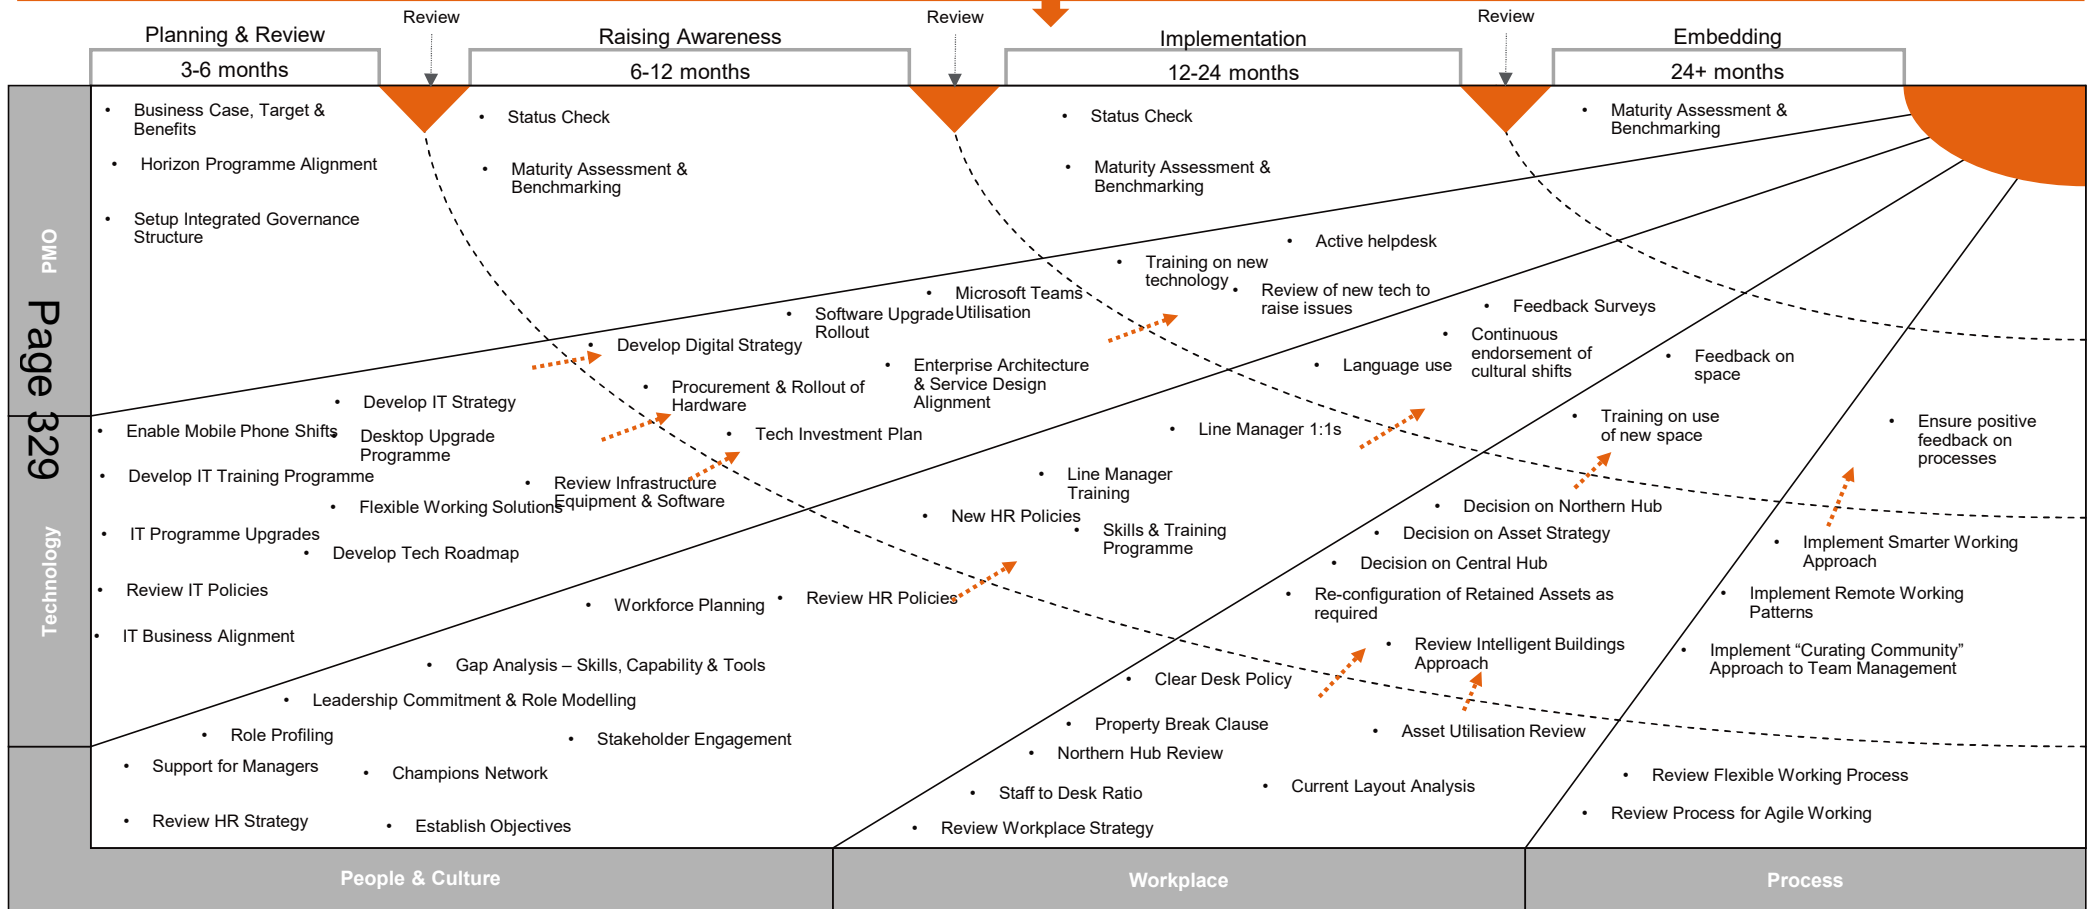 Review
Review
Review
Planning & Review
Raising Awareness
Implementation
Embedding
3-6 months
6-12 months
12-24 months
24+ months
PMO
Page 329
Technology
Business Case, Target &
Benefits
Horizon Programme Alignment
Setup Integrated Governance
Structure
Status Check
Maturity Assessment &
Benchmarking
Status Check
Maturity Assessment &
Benchmarking
Maturity Assessment &
Benchmarking
Active helpdesk
Training on new
technology
Review of new tech to
raise issues
Microsoft Teams
Utilisation
Software Upgrade
Rollout
Develop Digital Strategy
Enterprise Architecture
& Service Design
Alignment
Procurement & Rollout of
Hardware
Tech Investment Plan
Develop IT Strategy
Enable Mobile Phone Shifts
Desktop Upgrade
Programme
Develop IT Training Programme
Review Infrastructure
Equipment & Software
Flexible Working Solutions
IT Programme Upgrades
Develop Tech Roadmap
Review IT Policies
IT Business Alignment
Feedback Surveys
Continuous
endorsement of
cultural shifts
Language use
Line Manager 1:1s
Line Manager
Training
New HR Policies
Skills & Training
Programme
Review HR Policies
Workforce Planning
Gap Analysis – Skills, Capability & Tools
Leadership Commitment & Role Modelling
Role Profiling
Stakeholder Engagement
Support for Managers
Champions Network
Review HR Strategy
Establish Objectives
Feedback on
space
Training on use
of new space
Decision on Northern Hub
Decision on Asset Strategy
Decision on Central Hub
Re-configuration of Retained Assets as
required
Review Intelligent Buildings
Approach
Clear Desk Policy
Property Break Clause
Asset Utilisation Review
Northern Hub Review
Current Layout Analysis
Staff to Desk Ratio
Review Workplace Strategy
Ensure positive
feedback on
processes
Implement Smarter Working
Approach
Implement Remote Working
Patterns
Implement “Curating Community”
Approach to Team Management
Review Flexible Working Process
Review Process for Agile Working
People & Culture
Workplace
Process